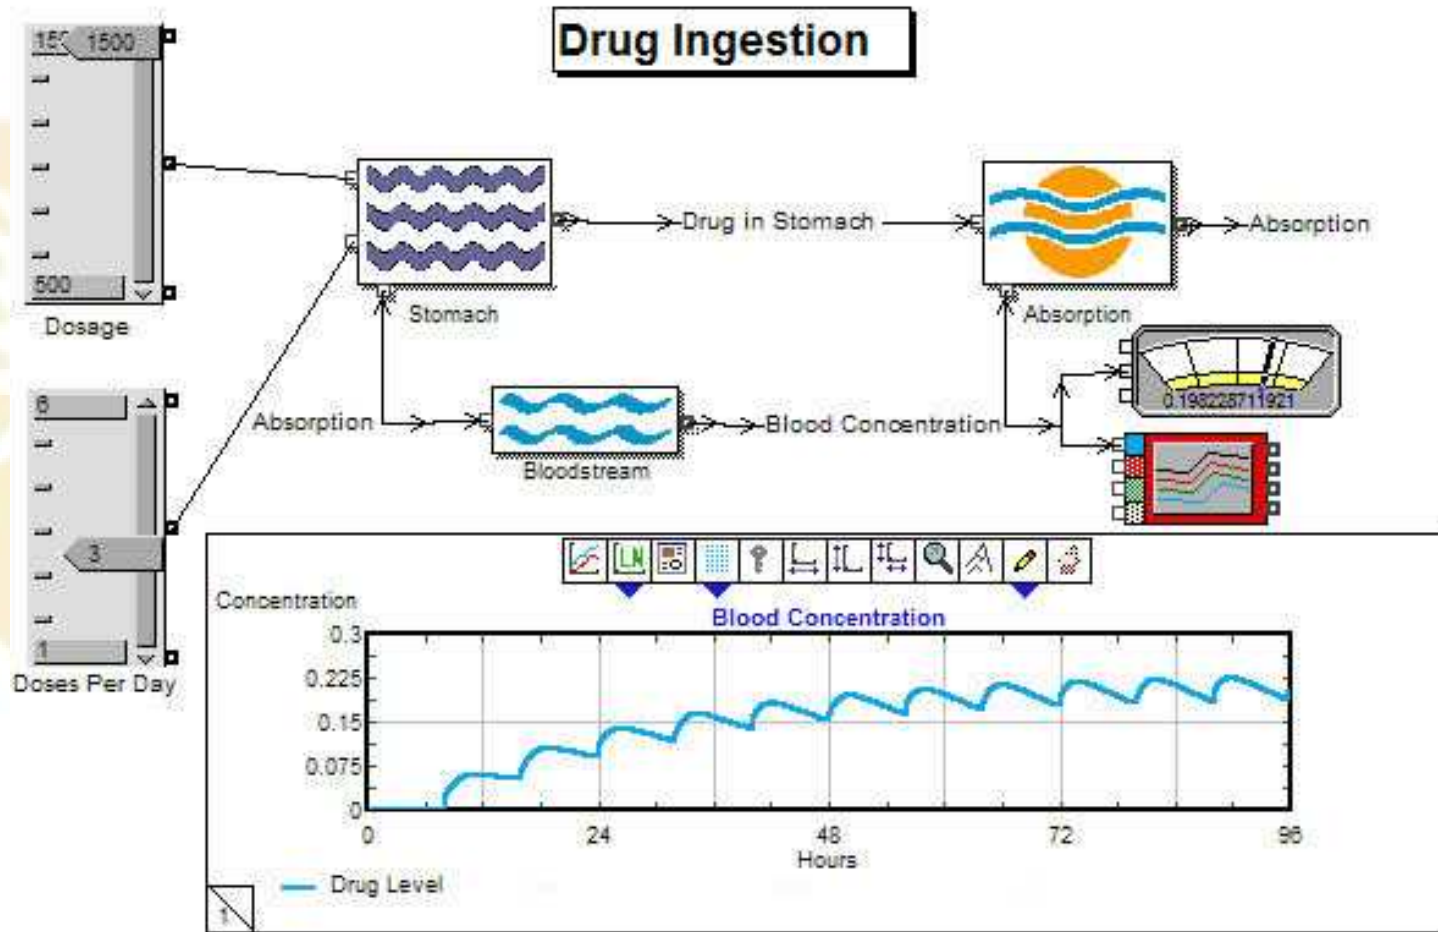 Drug Ingestion
1500
500
Dosage
Stomach
Drug in Stomach
Absorption
Absorption
Absorption
Bloodstream
Blood Concentration
0.198228711921
6
3
1
Doses Per Day
LN
Concentration
Blood Concentration
0.3
0.225
0.15
0.075
0
0
24
48
72
96
Hours
Drug Level
1